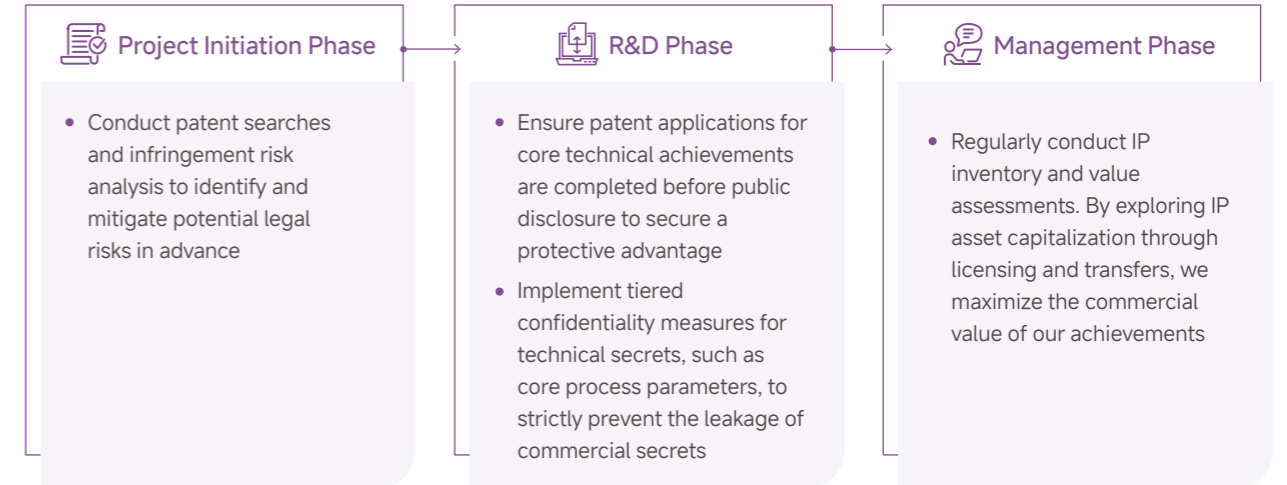 Project Initiation Phase
Conduct patent searches
and infringement risk
analysis to identify and
mitigate potential legal
risks in advance
R&D Phase
Ensure patent applications for
core technical achievements
are completed before public
disclosure to secure a
protective advantage
Implement tiered
confidentiality measures for
technical secrets, such as
core process parameters, to
strictly prevent the leakage of
commercial secrets
Management Phase
Regularly conduct IP
inventory and value
assessments. By exploring IP
asset capitalization through
licensing and transfers, we
maximize the commercial
value of our achievements